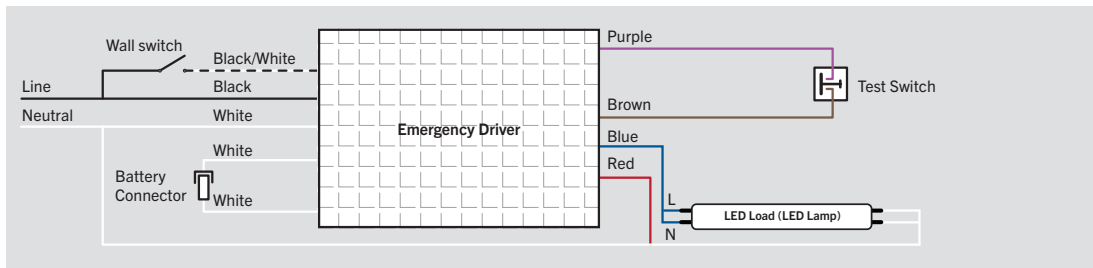 Wall switch
Black/White
Purple
Line
Black
Test Switch
Neutral
White
Brown
Emergency Driver
Blue
White
Red
Battery
Connector
White
L
LED Load (LED Lamp)
N